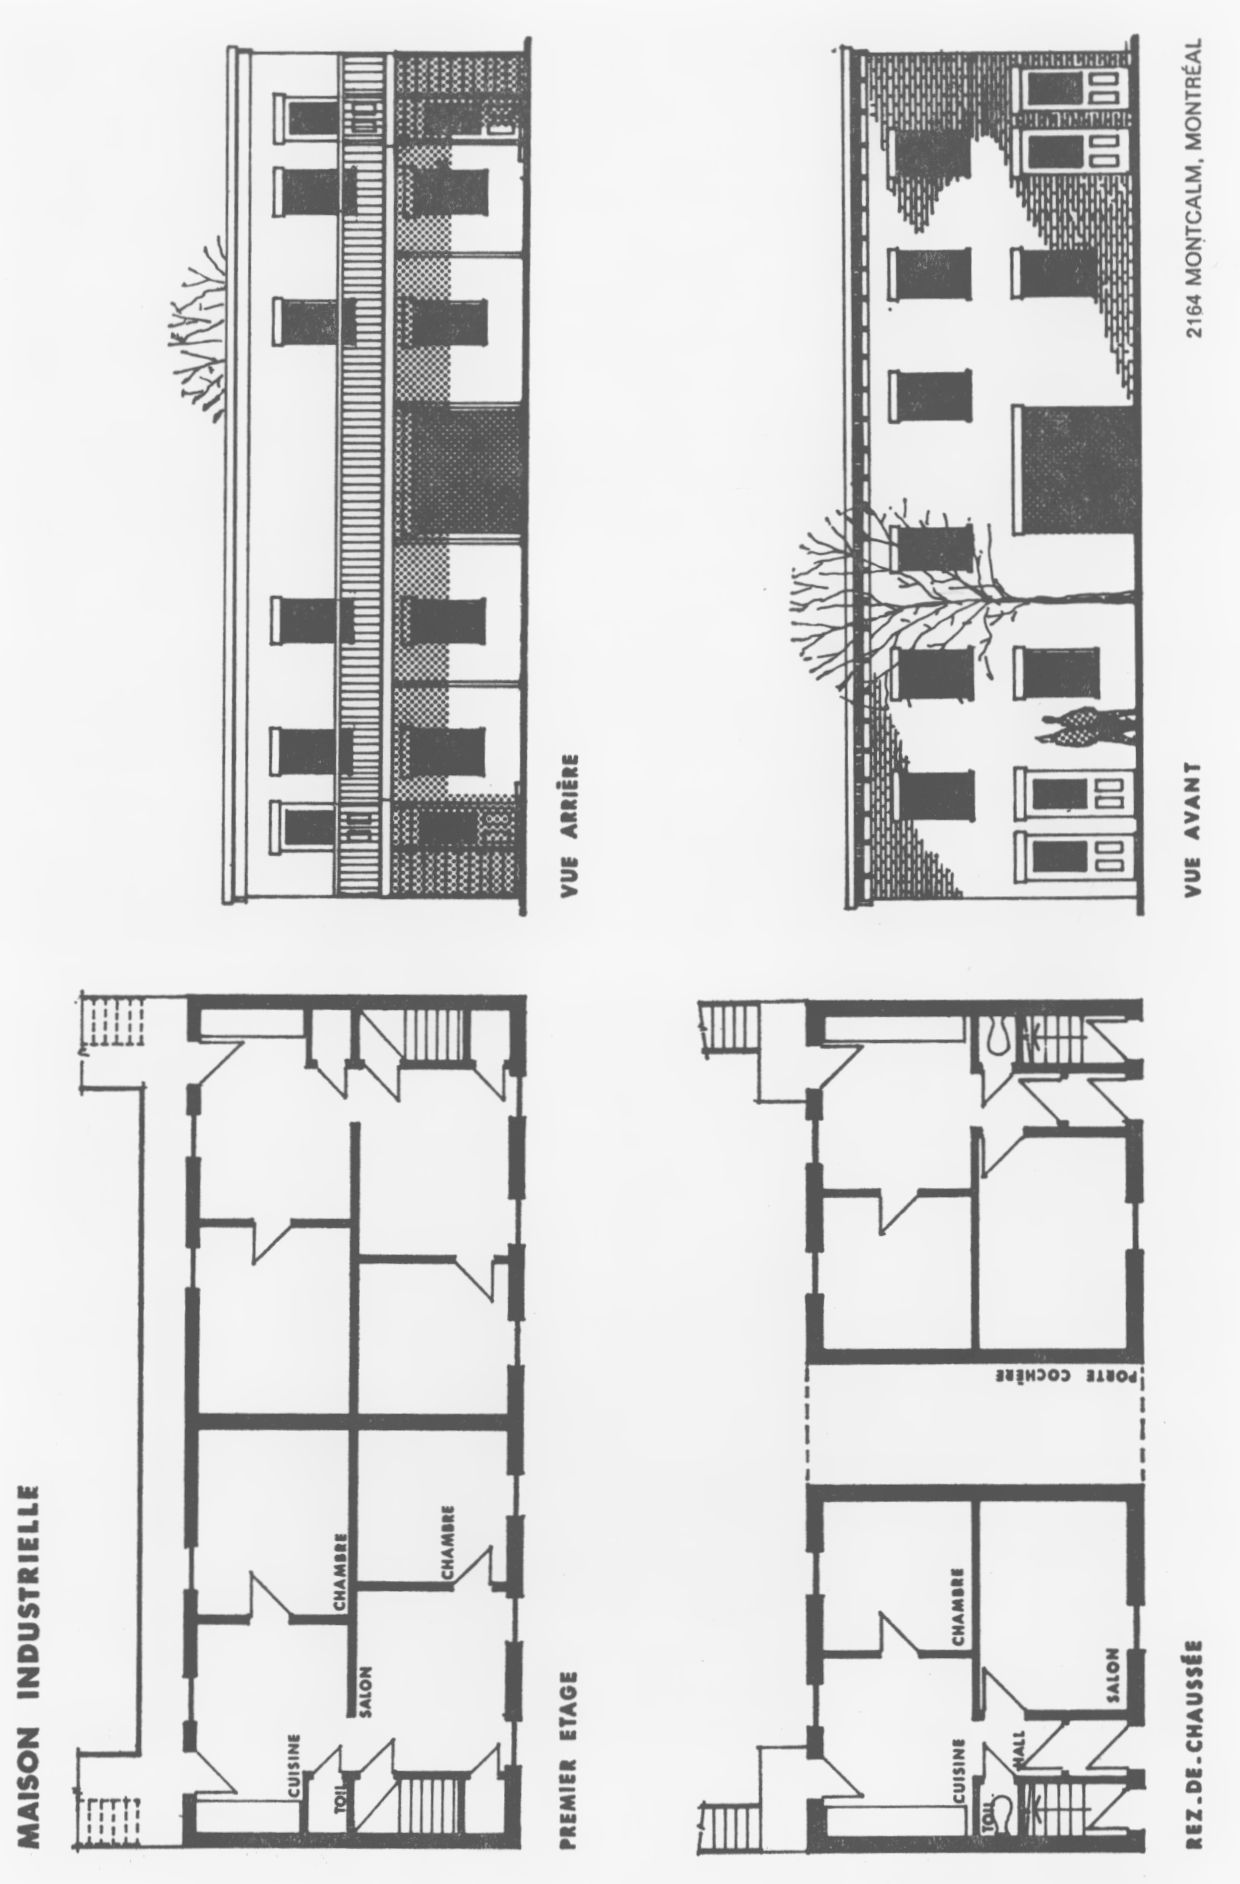 MAISON INDUSTRIELLE
CUISINE
TOIL.
CHAMBRE
SALON
CHAMBRE
PREMIER ETAGE
VUE ARRIÈRE
CUISINE
TOIL.
HALL
CHAMBRE
SALON
PORTE COCHÈRE
REZ-DE-CHAUSSÉE
VUE AVANT
2164 MONTCALM, MONTRÉAL